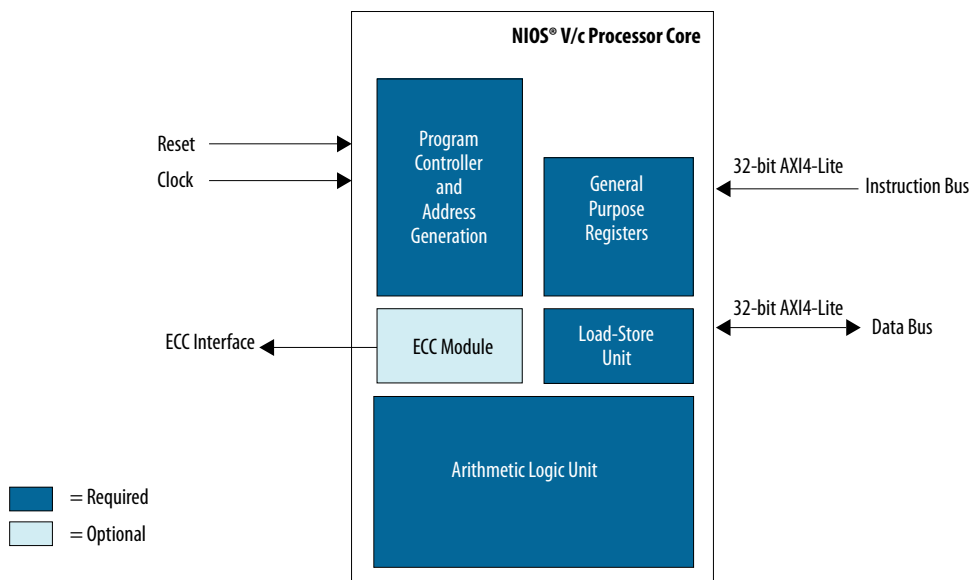 NIOS® V/c Processor Core
Reset
Clock
Program
Controller
and
Address
Generation
General
Purpose
Registers
32-bit AXI4-Lite
Instruction Bus
ECC Interface
ECC Module
Load-Store
Unit
32-bit AXI4-Lite
Data Bus
Arithmetic Logic Unit
= Required
= Optional